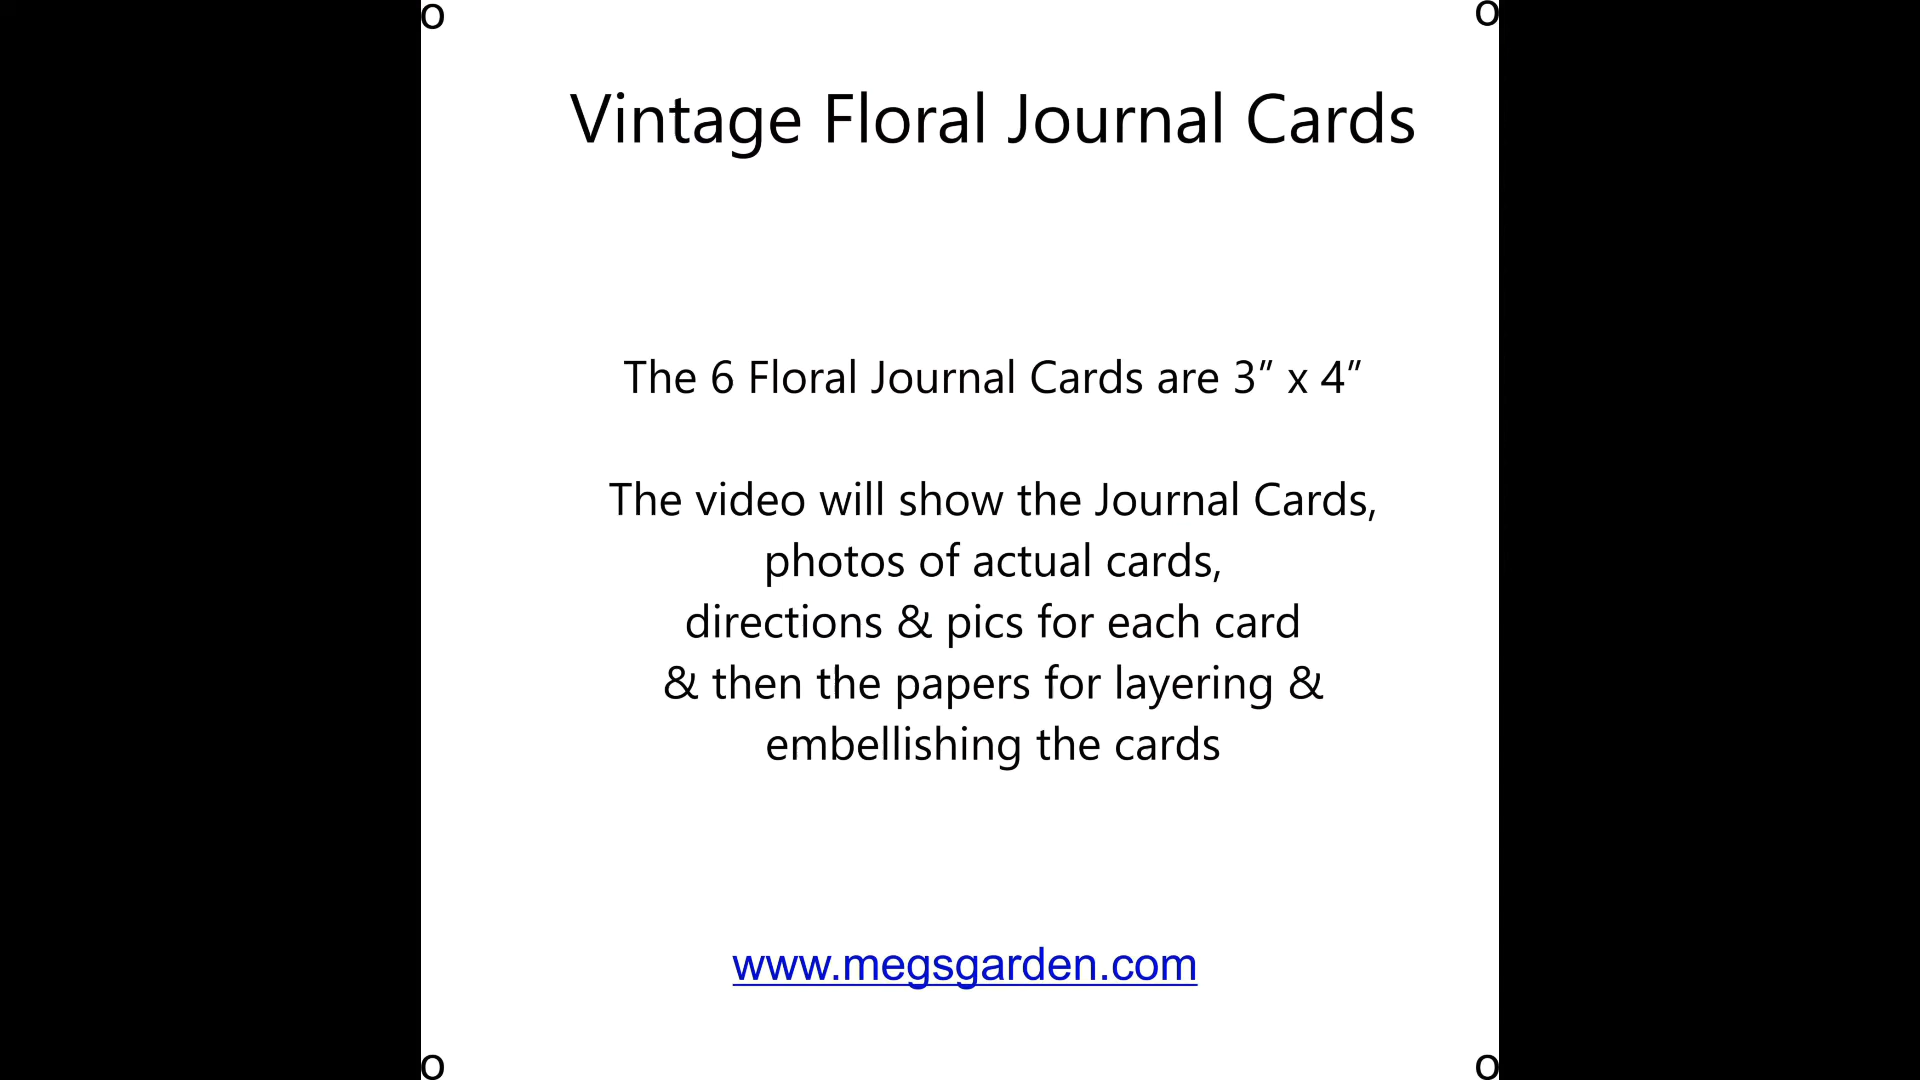 o o
Vintage Floral Journal Cards
The 6 Floral Journal Cards are 3” x 4”
The video will show the Journal Cards,
photos of actual cards,
directions & pics for each card
& then the papers for layering &
embellishing the cards
www.megsgarden.com
o o